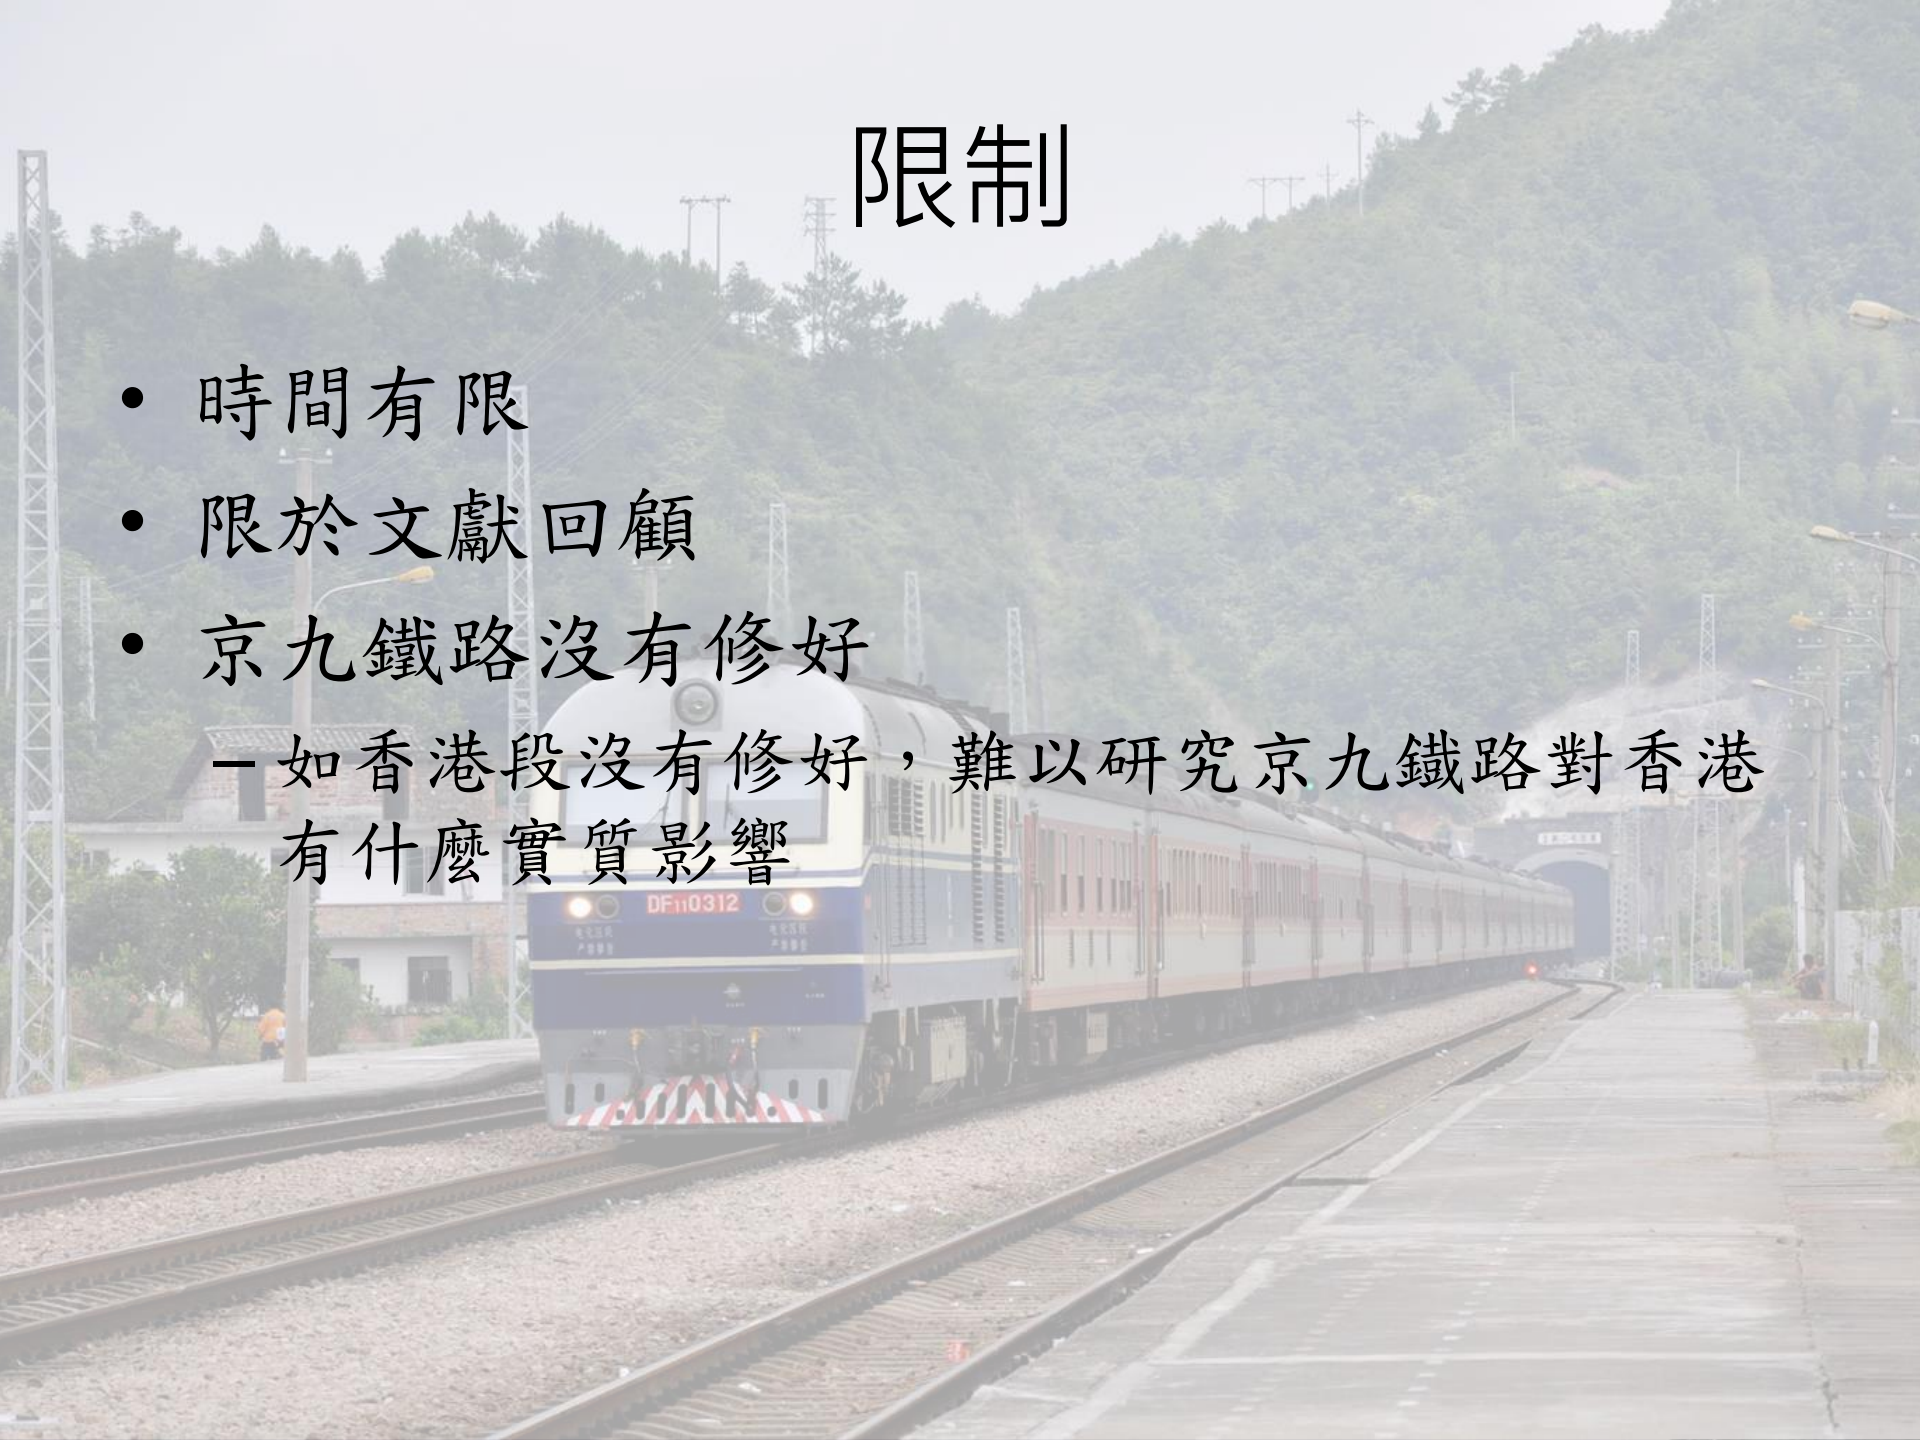 限制
• 時間有限
• 限於文獻回顧
• 京九鐵路沒有修好
– 如香港段沒有修好，難以研究京九鐵路對香港
有什麼實質影響
DF₁₁0312